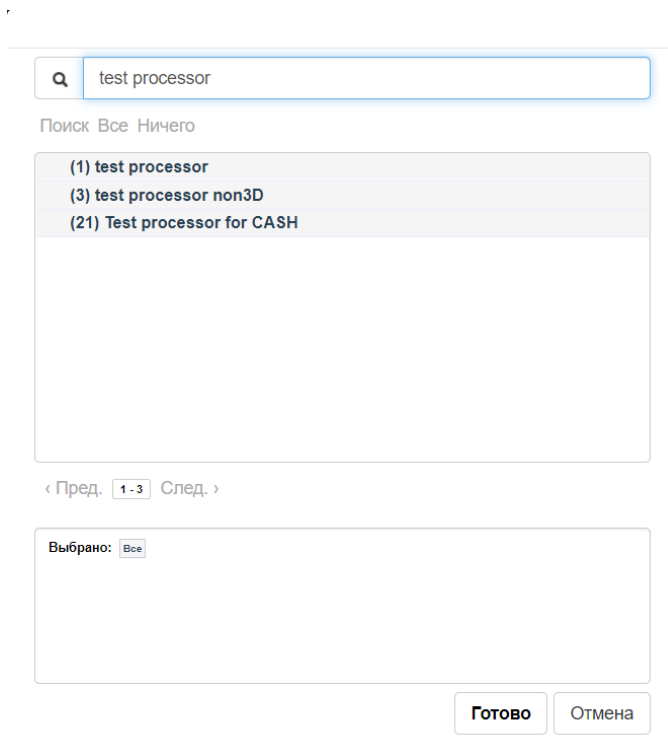 test processor
Поиск Все Ничего
(1) test processor
(3) test processor non3D
(21) Test processor for CASH
‹ Пред. 1 - 3 След. ›
Выбрано: Все
Готово Отмена